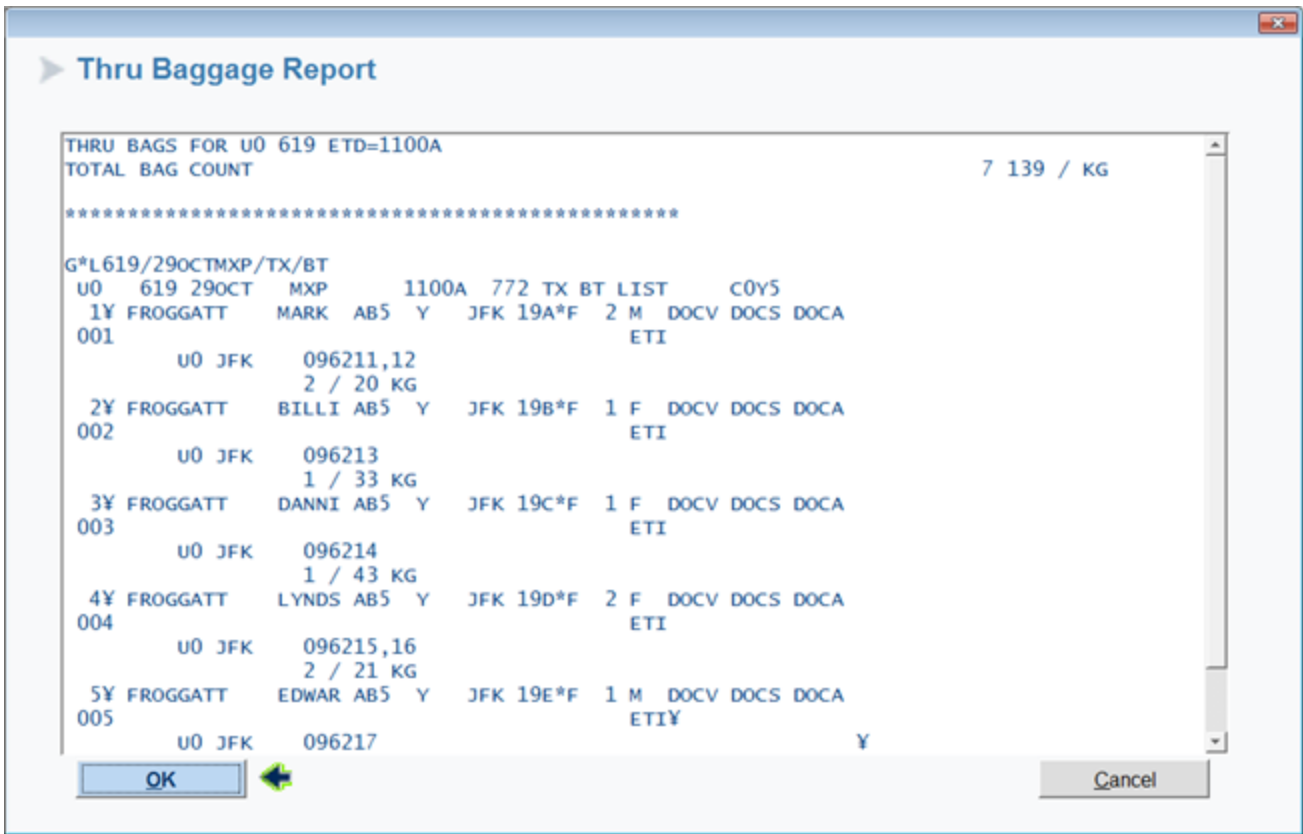 Thru Baggage Report
THRU BAGS FOR U0 619 ETD=1100A
TOTAL BAG COUNT 7 139 / KG
*************************************************
G*L619/29OCTMXP/TX/BT
U0 619 29OCT MXP 1100A 772 TX BT LIST C0Y5
1¥ FROGGATT MARK AB5 Y JFK 19A*F 2 M DOCV DOCS DOCA
001 ETI
U0 JFK 096211,12
2 / 20 KG
2¥ FROGGATT BILLI AB5 Y JFK 19B*F 1 F DOCV DOCS DOCA
002 ETI
U0 JFK 096213
1 / 33 KG
3¥ FROGGATT DANNI AB5 Y JFK 19C*F 1 F DOCV DOCS DOCA
003 ETI
U0 JFK 096214
1 / 43 KG
4¥ FROGGATT LYNDS AB5 Y JFK 19D*F 2 F DOCV DOCS DOCA
004 ETI
U0 JFK 096215,16
2 / 21 KG
5¥ FROGGATT EDWAR AB5 Y JFK 19E*F 1 M DOCV DOCS DOCA
005 ETI¥
U0 JFK 096217 ¥
OK Cancel